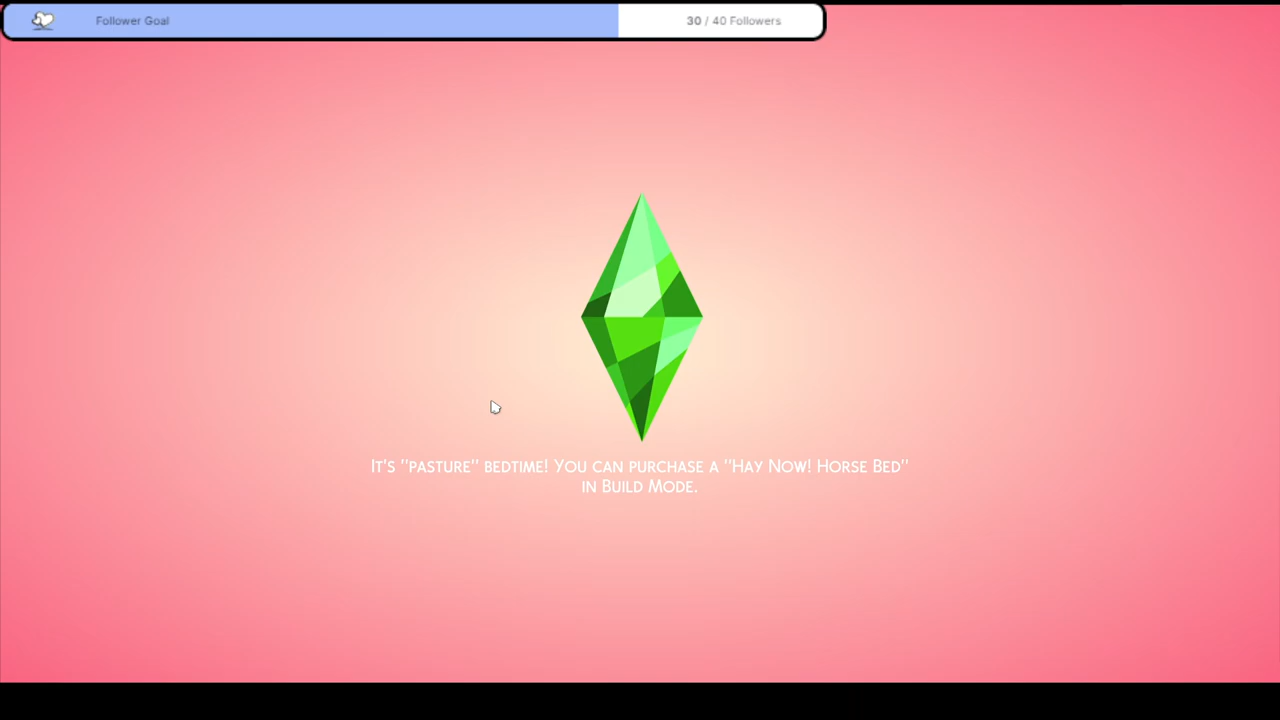 Follower Goal
30 / 40 Followers
It's "pasture" bedtime! You can purchase a "Hay Now! Horse Bed"
in Build Mode.